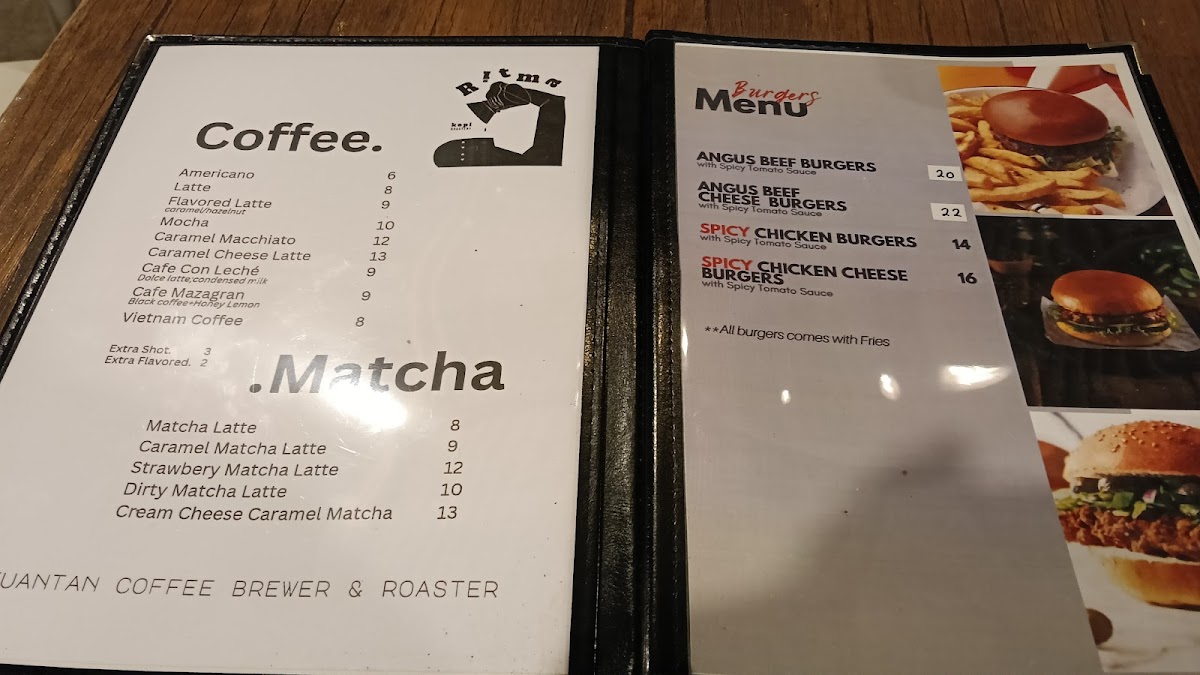 Ritma
kopi
Coffee.
Americano 6
Latte 8
Flavored Latte 9
caramel/hazelnut
Mocha 10
Caramel Macchiato 12
Caramel Cheese Latte 13
Cafe Con Leché 9
Dolce latte;condensed milk
Cafe Mazagran 9
Black coffee+Honey Lemon
Vietnam Coffee 8
Extra Shot. 3
Extra Flavored. 2
.Matcha
Matcha Latte 8
Caramel Matcha Latte 9
Strawbery Matcha Latte 12
Dirty Matcha Latte 10
Cream Cheese Caramel Matcha 13
UANTAN COFFEE BREWER & ROASTER
Burgers
Menu
ANGUS BEEF BURGERS 20
with Spicy Tomato Sauce
ANGUS BEEF
CHEESE BURGERS 22
with Spicy Tomato Sauce
SPICY CHICKEN BURGERS 14
with Spicy Tomato Sauce
SPICY CHICKEN CHEESE 16
BURGERS
with Spicy Tomato Sauce
**All burgers comes with Fries